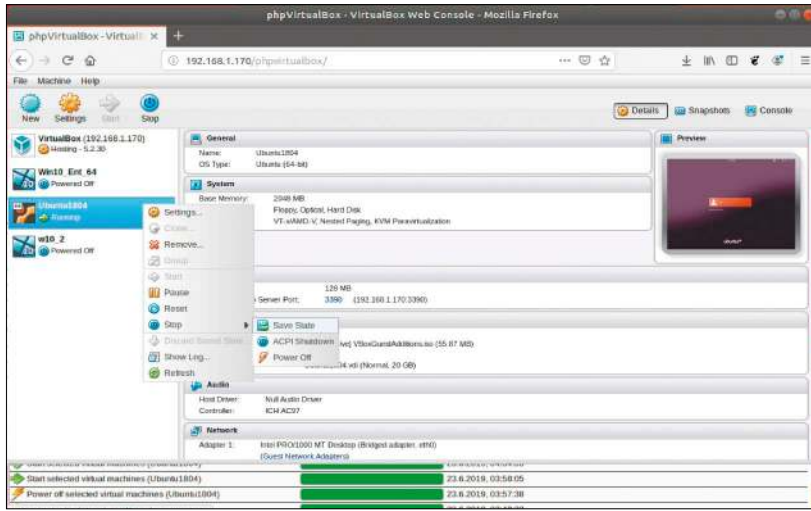 phpVirtualBox - VirtualBox Web Console - Mozilla Firefox
phpVirtualBox - Virtual
192.168.1.170/phpvirtualbox/
File Machine Help
New Settings Start Stop
Details Snapshots Console
VirtualBox (192.168.1.170)
Hosting - 5.2.30
Win10_Ent_64
Powered Off
Ubuntu1804
Running
w10_2
Powered Off
Settings...
Clone...
Remove...
Group
Start
Pause
Reset
Stop
Discard Saved State
Show Log...
Refresh
Save State
ACPI Shutdown
Power Off
General
Name: Ubuntu1804
OS Type: Ubuntu (64-bit)
System
Base Memory: 2048 MB
Floppy, Optical, Hard Disk
VT-x/AMD-V, Nested Paging, KVM Paravirtualization
Preview
128 MB
Server Port: 3390 (192.168.1.170:3390)
VBoxGuestAdditions.iso (55.87 MB)
.vdi (Normal, 20 GB)
Audio
Host Driver: Null Audio Driver
Controller: ICH AC97
Network
Adapter 1: Intel PRO/1000 MT Desktop (Bridged adapter, eth0)
(Guest Network Adapters)
Start selected virtual machines (Ubuntu1804)
Start selected virtual machines (Ubuntu1804) 23.6.2019, 03:58:05
Power off selected virtual machines (Ubuntu1804) 23.6.2019, 03:57:38